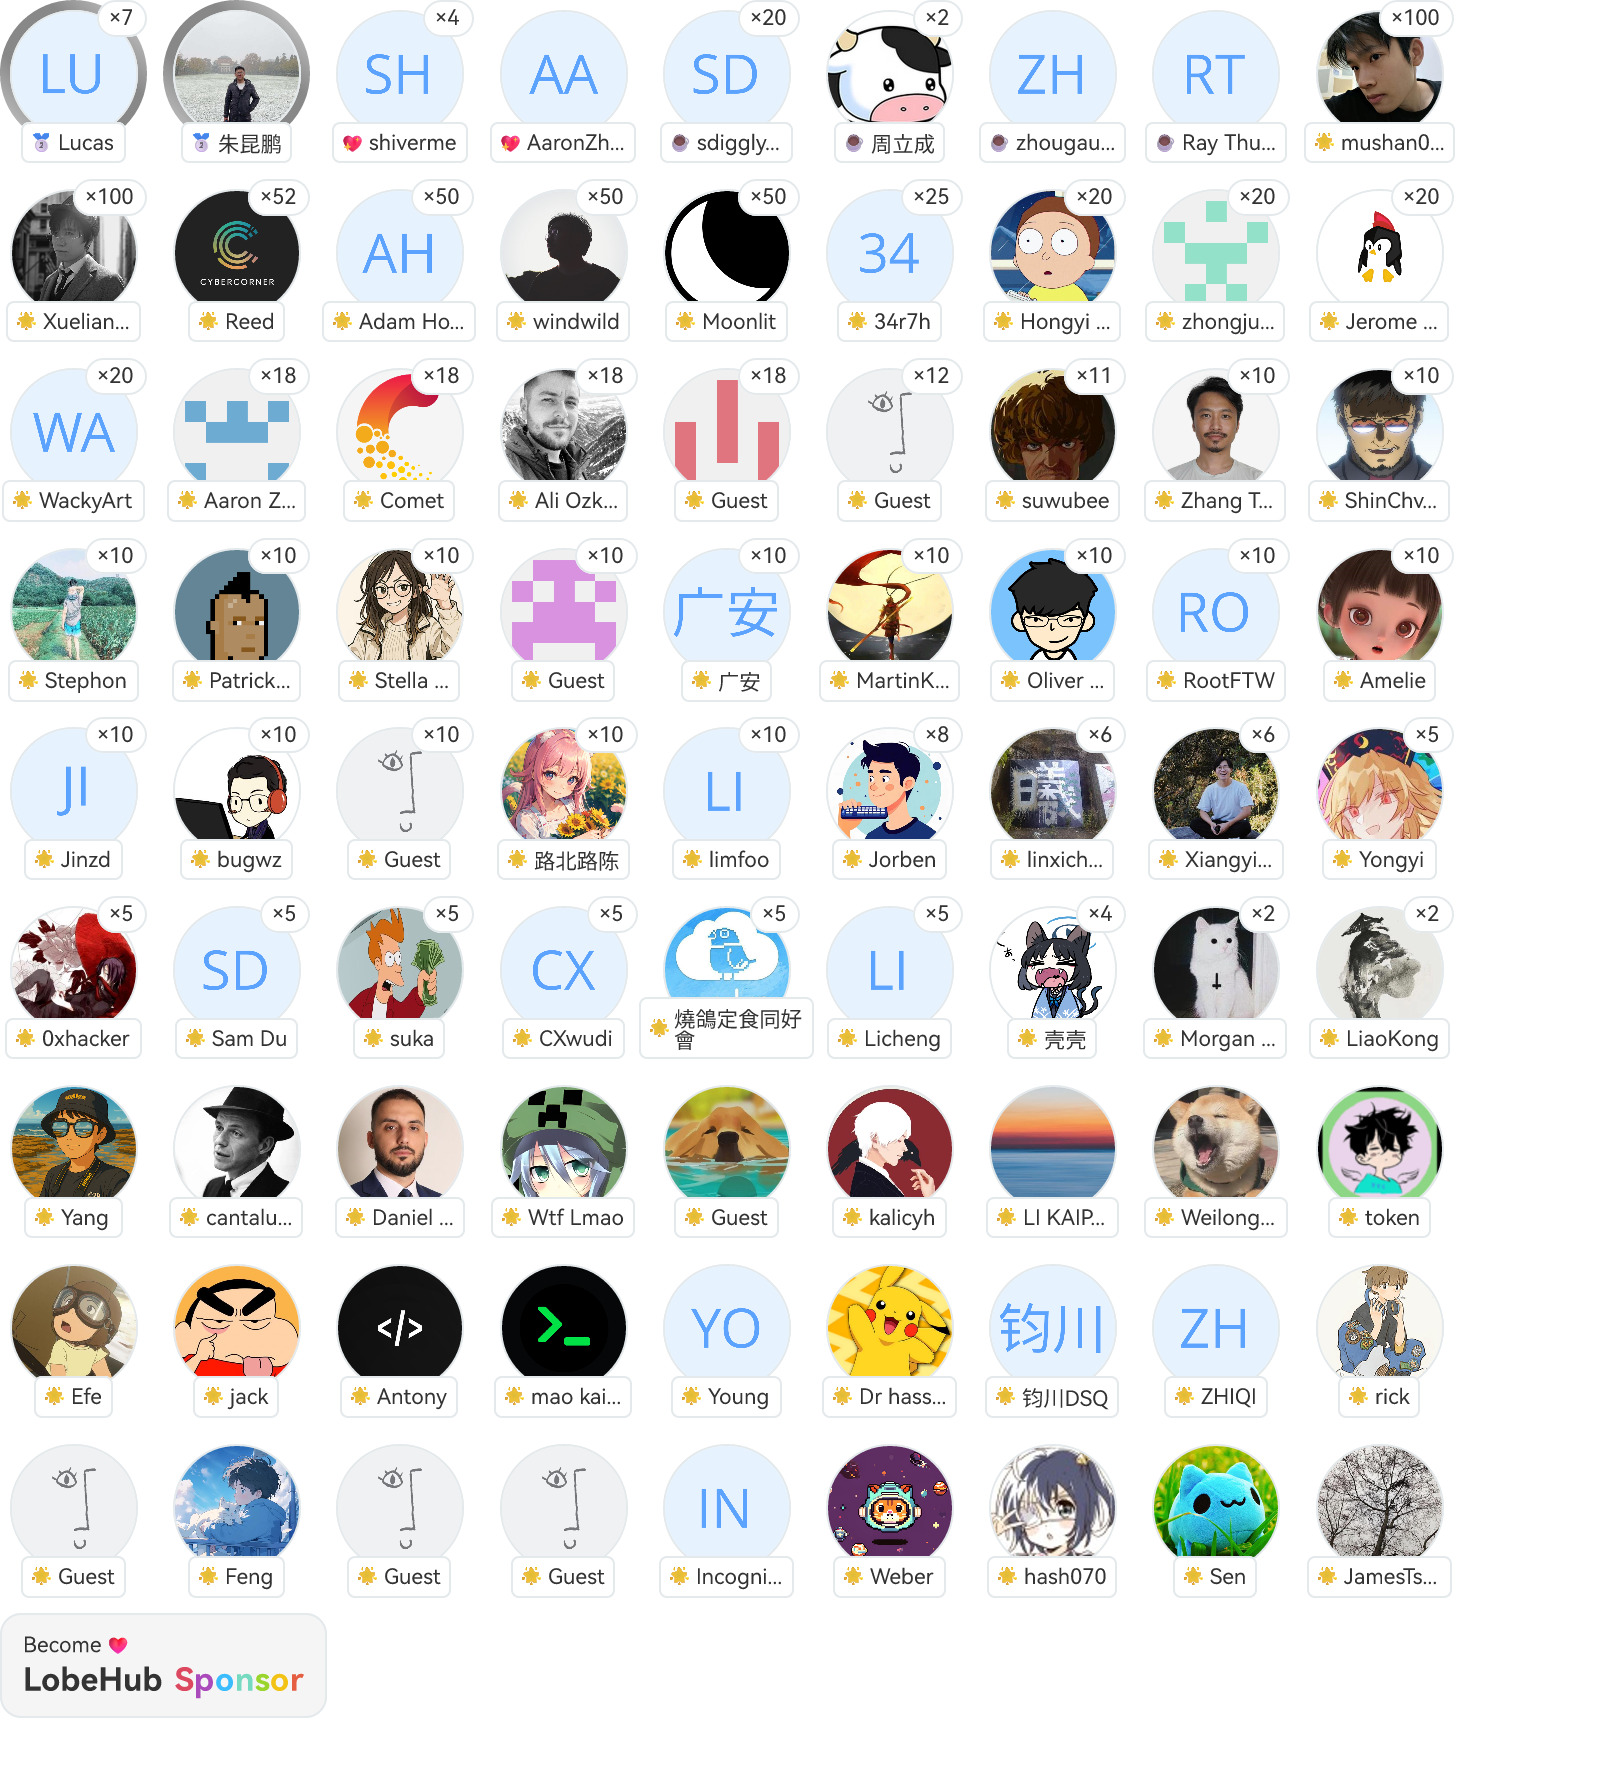 ×7
LU
Lucas
朱昆鹏
×4
SH
shiverme
AA
AaronZh...
×20
SD
sdiggly...
×2
周立成
ZH
zhougau...
RT
Ray Thu...
×100
mushan0...
×100
Xuelian...
×52
CYBERCORNER
Reed
×50
AH
Adam Ho...
×50
windwild
×50
Moonlit
×25
34
34r7h
×20
Hongyi ...
×20
zhongju...
×20
Jerome ...
×20
WA
WackyArt
×18
Aaron Z...
×18
Comet
×18
Ali Ozk...
×18
Guest
×12
Guest
×11
suwubee
×10
Zhang T...
×10
ShinChv...
×10
Stephon
×10
Patrick...
×10
Stella ...
×10
Guest
×10
广安
广安
×10
MartinK...
×10
Oliver ...
×10
RO
RootFTW
×10
Amelie
×10
JI
Jinzd
×10
bugwz
×10
Guest
×10
路北路陈
×10
LI
limfoo
×8
Jorben
×6
linxich...
×6
Xiangyi...
×5
Yongyi
×5
0xhacker
×5
SD
Sam Du
×5
suka
×5
CX
CXwudi
×5
燒鴿定食同好
會
×5
LI
Licheng
×4
壳壳
×2
Morgan ...
×2
LiaoKong
Yang
cantalu...
Daniel ...
Wtf Lmao
Guest
kalicyh
LI KAIP...
Weilong...
token
Efe
jack
</>
Antony
>_
mao kai...
YO
Young
Dr hass...
钧川
钧川DSQ
ZH
ZHIQI
rick
Guest
Feng
Guest
Guest
IN
Incogni...
Weber
hash070
Sen
JamesTs...
Become
LobeHub Sponsor